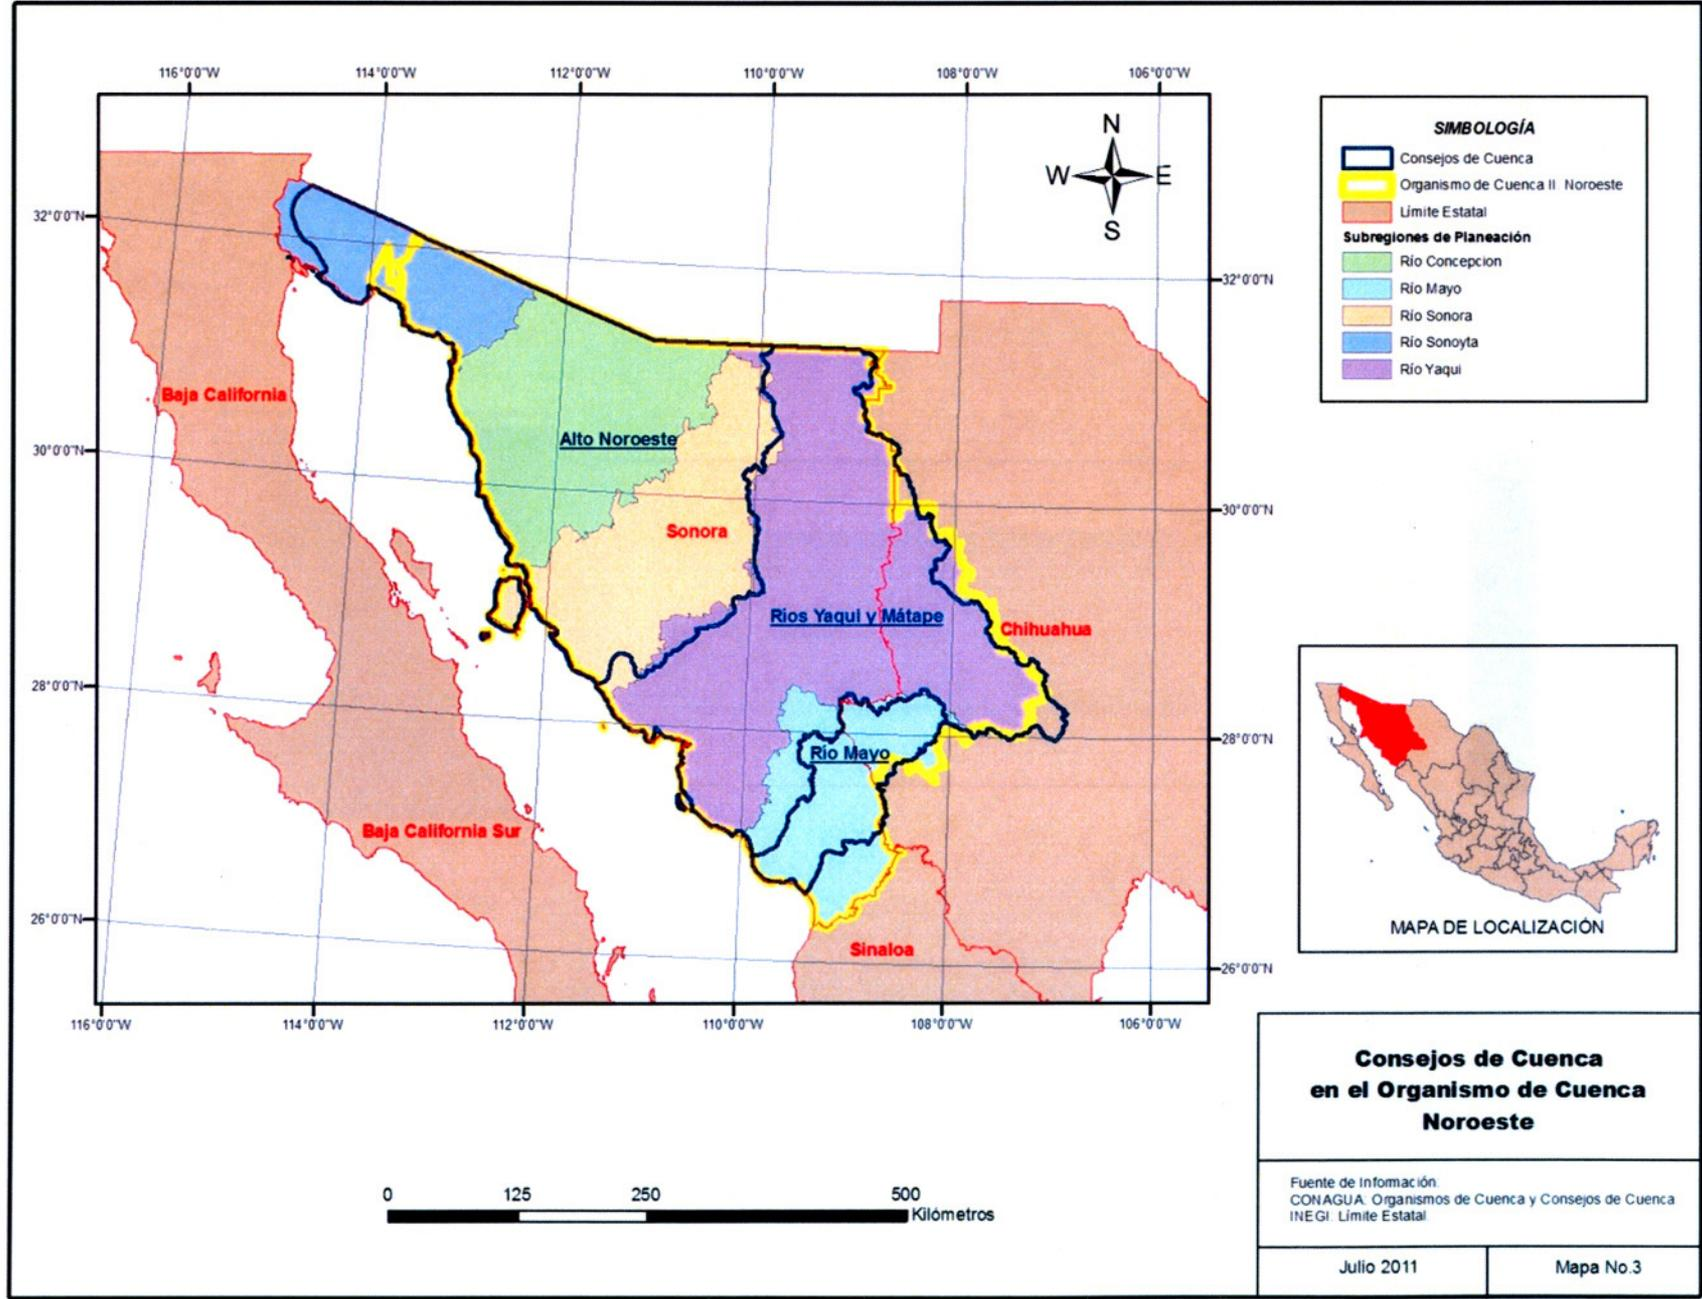 116°0'0"W 114°0'0"W 112°0'0"W 110°0'0"W 108°0'0"W 106°0'0"W
N
W E
S
32°0'0"N
32°0'0"N
30°0'0"N
30°0'0"N
28°0'0"N
28°0'0"N
26°0'0"N
26°0'0"N
Baja California
Alto Noroeste
Sonora
Ríos Yaqui y Mátape
Chihuahua
Río Mayo
Baja California Sur
Sinaloa
116°0'0"W 114°0'0"W 112°0'0"W 110°0'0"W 108°0'0"W 106°0'0"W
0 125 250 500
Kilómetros
SIMBOLOGÍA
Consejos de Cuenca
Organismo de Cuenca II Noroeste
Límite Estatal
Subregiones de Planeación
Río Concepcion
Río Mayo
Río Sonora
Río Sonoyta
Río Yaqui
MAPA DE LOCALIZACIÓN
Consejos de Cuenca
en el Organismo de Cuenca
Noroeste
Fuente de Información:
CONAGUA: Organismos de Cuenca y Consejos de Cuenca
INEGI: Límite Estatal
Julio 2011
Mapa No.3